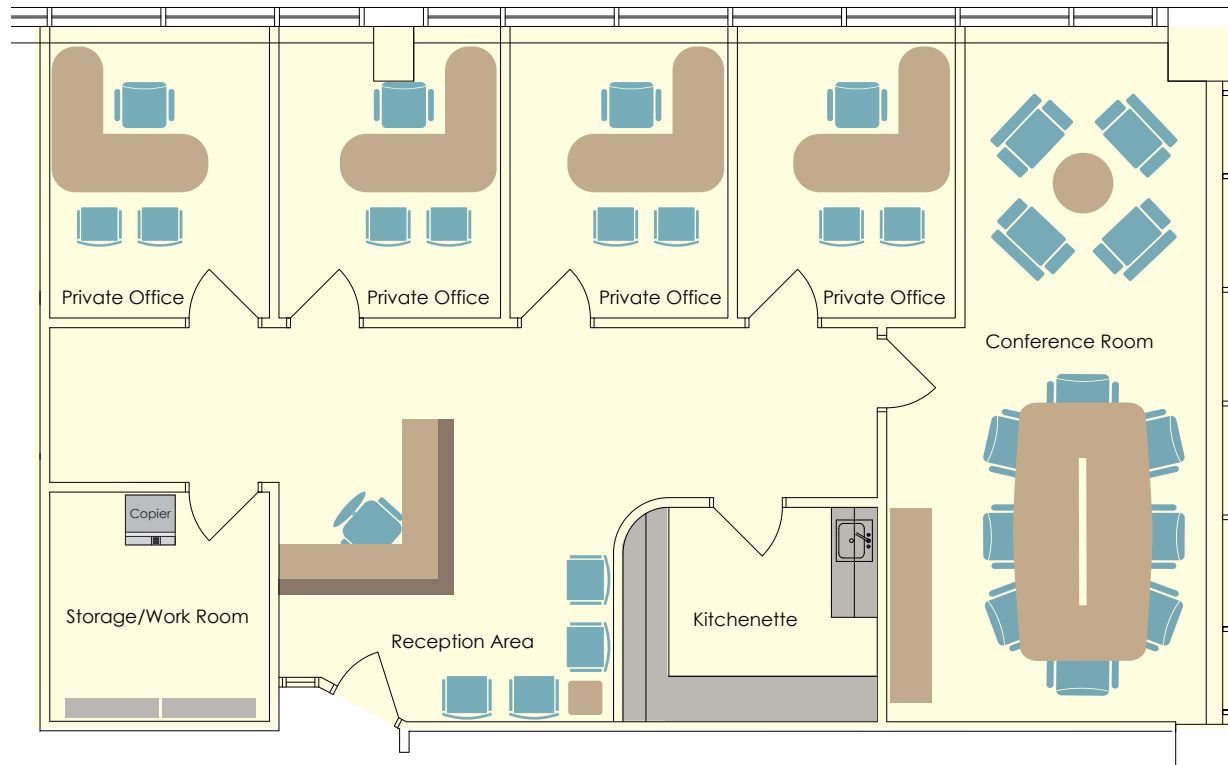 Private Office
Private Office
Private Office
Private Office
Conference Room
Copier
Storage/Work Room
Reception Area
Kitchenette